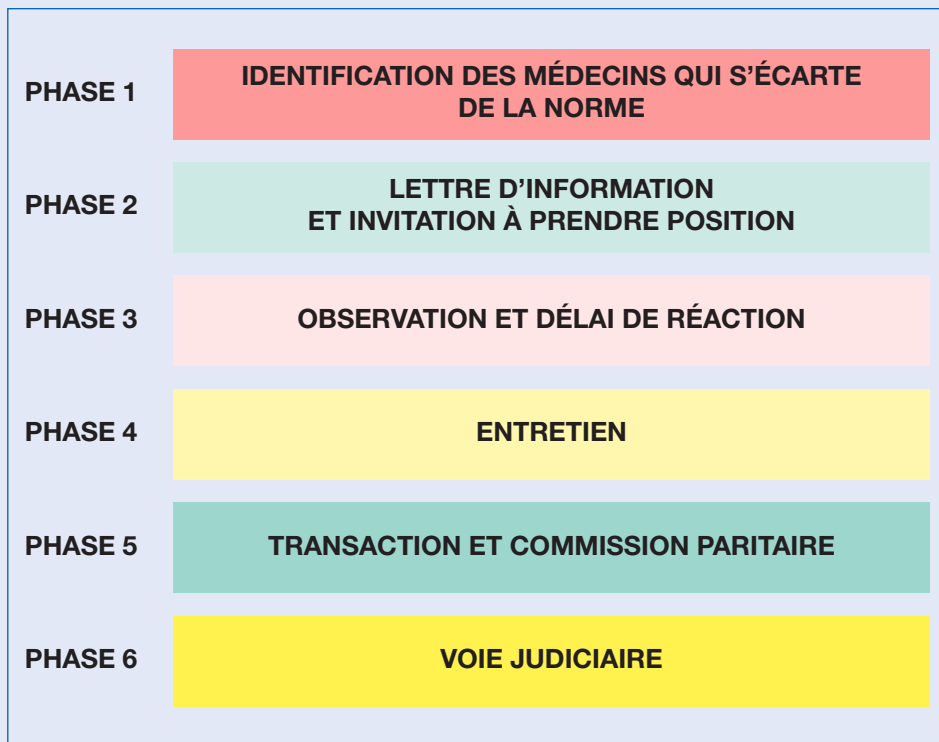 PHASE 1
IDENTIFICATION DES MÉDECINS QUI S’ÉCARTE
DE LA NORME
PHASE 2
LETTRE D’INFORMATION
ET INVITATION À PRENDRE POSITION
PHASE 3
OBSERVATION ET DÉLAI DE RÉACTION
PHASE 4
ENTRETIEN
PHASE 5
TRANSACTION ET COMMISSION PARITAIRE
PHASE 6
VOIE JUDICIAIRE